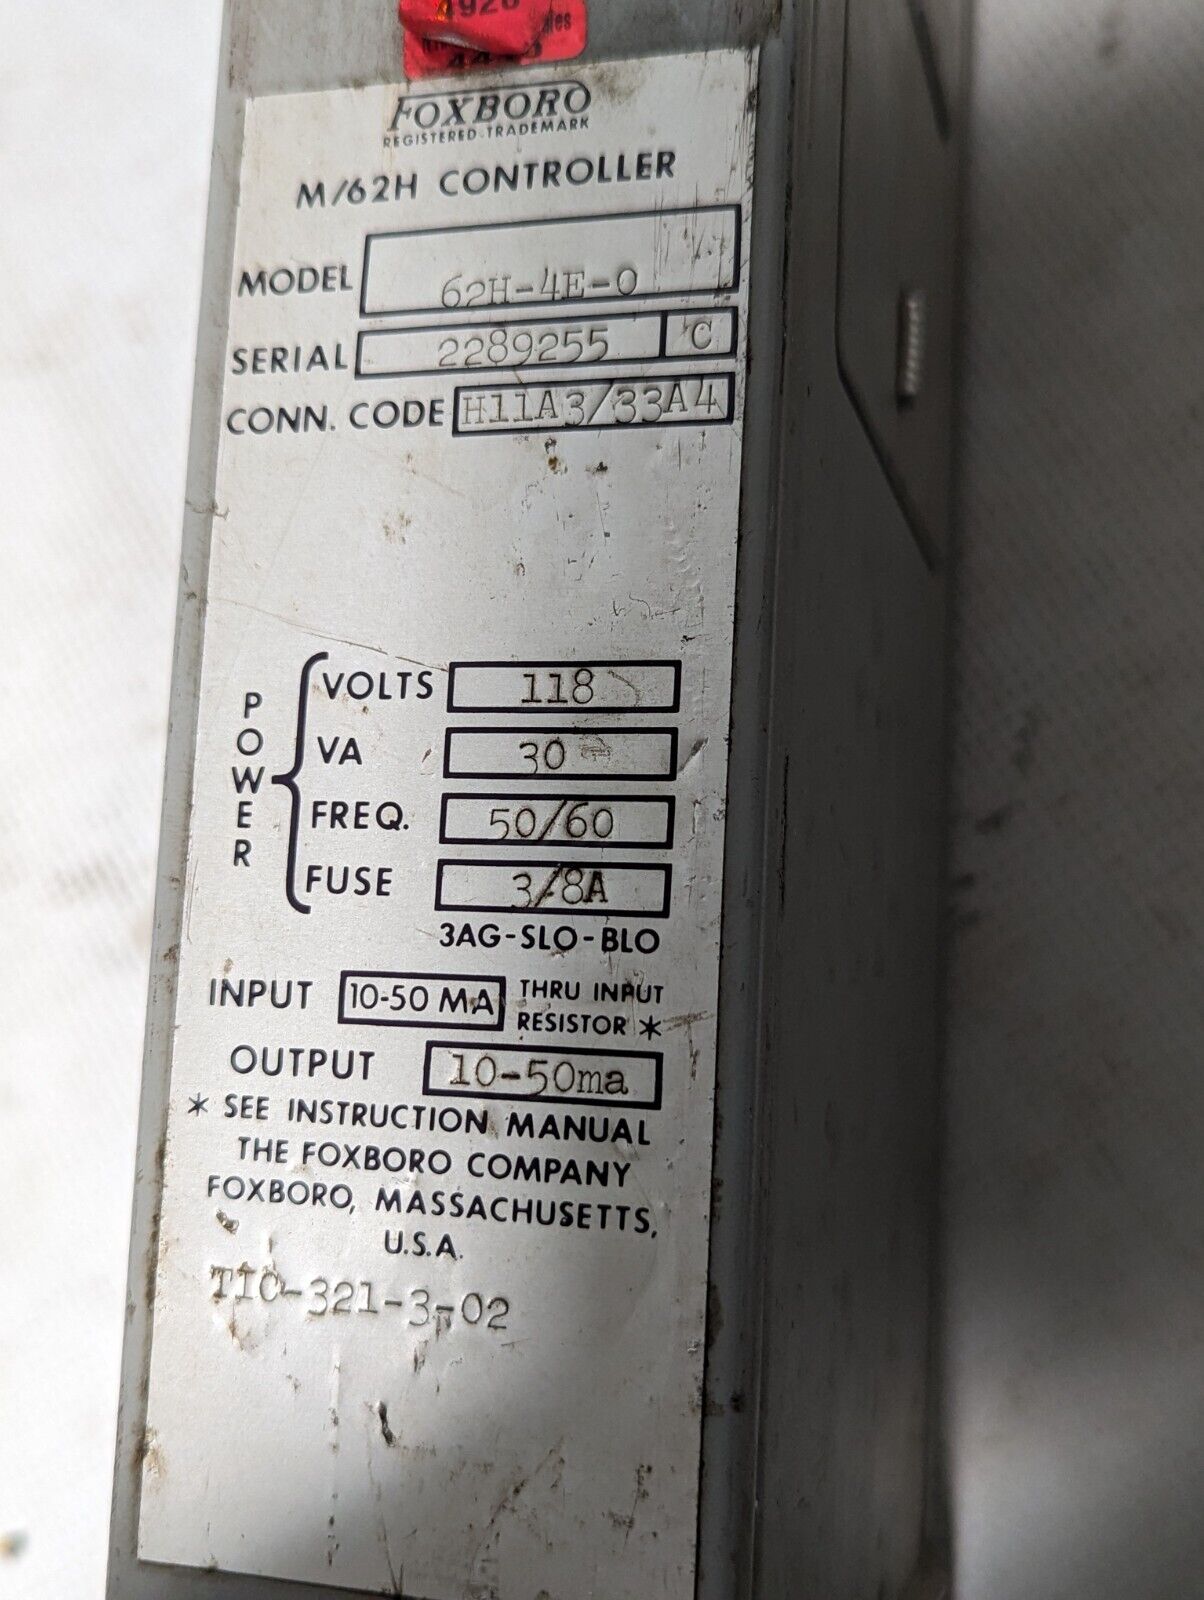 1920
FOXBORO
REGISTERED-TRADEMARK
M/62H CONTROLLER
MODEL 62H-4E-O
SERIAL 2289255 C
CONN. CODE H11A3/33A4
POWER
VOLTS 118
VA 30
FREQ. 50/60
FUSE 3/8A
3AG-SLO-BLO
INPUT 10-50 MA THRU INPUT
RESISTOR *
OUTPUT 10-50ma
* SEE INSTRUCTION MANUAL
THE FOXBORO COMPANY
FOXBORO, MASSACHUSETTS,
U.S.A.
TIC-321-3-02